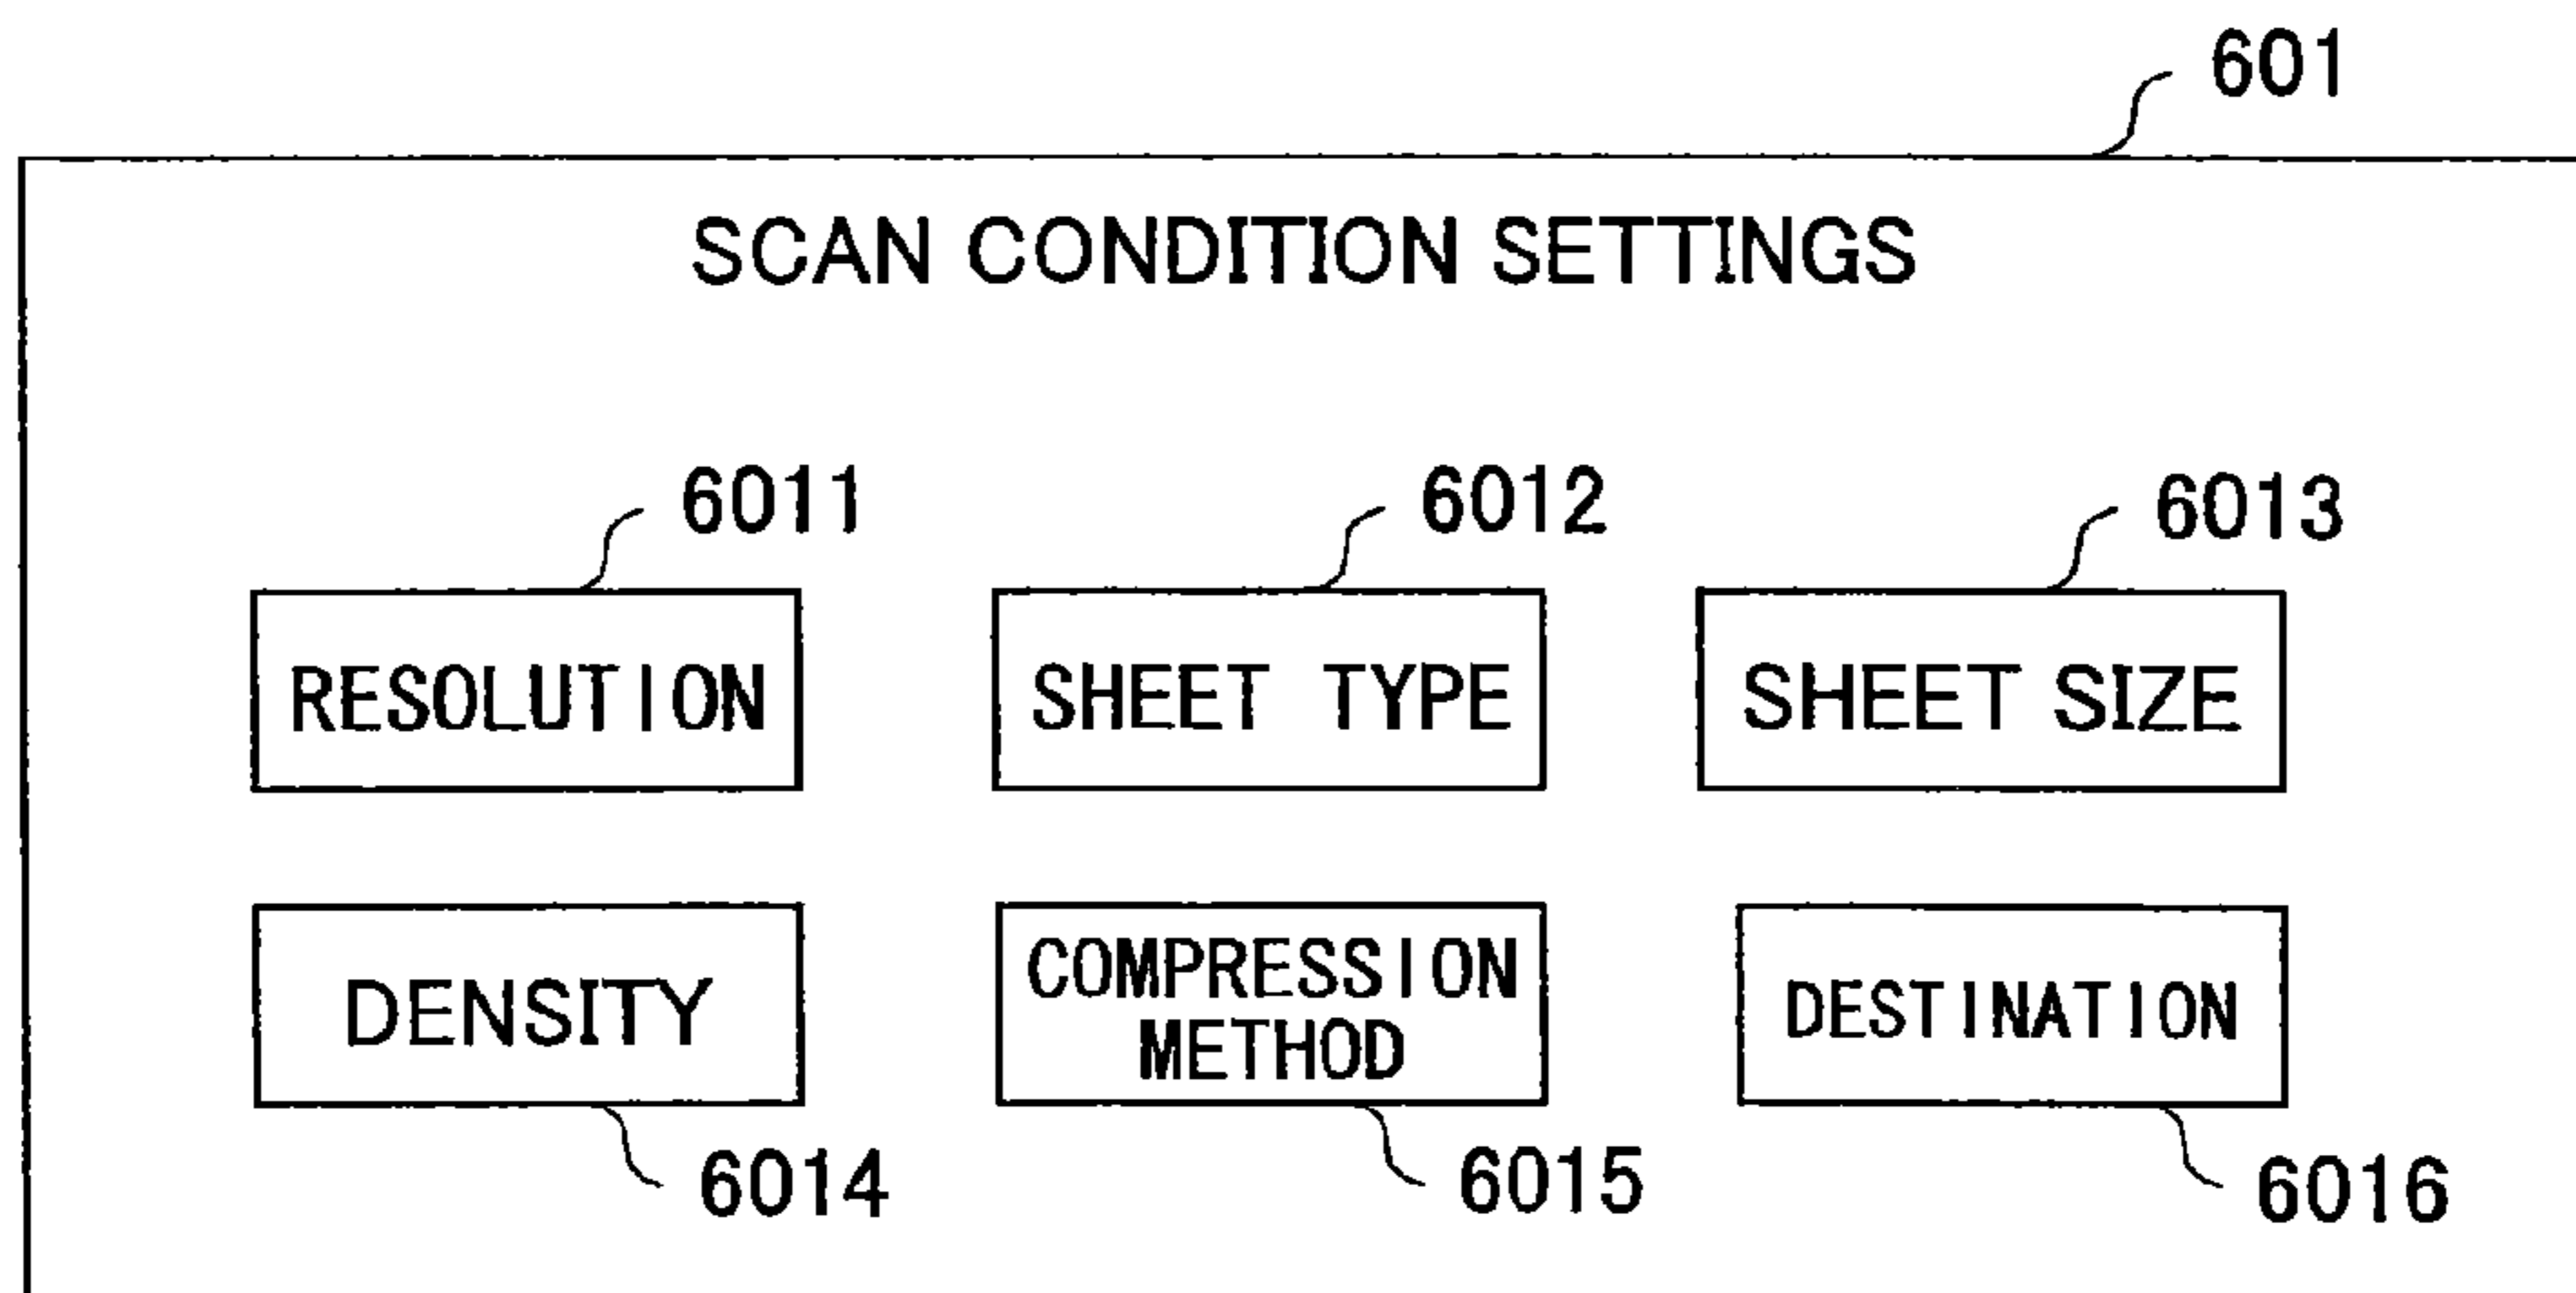 601
SCAN CONDITION SETTINGS
6011 6012 6013
RESOLUTION SHEET TYPE SHEET SIZE
DENSITY COMPRESSION METHOD DESTINATION
6014 6015 6016